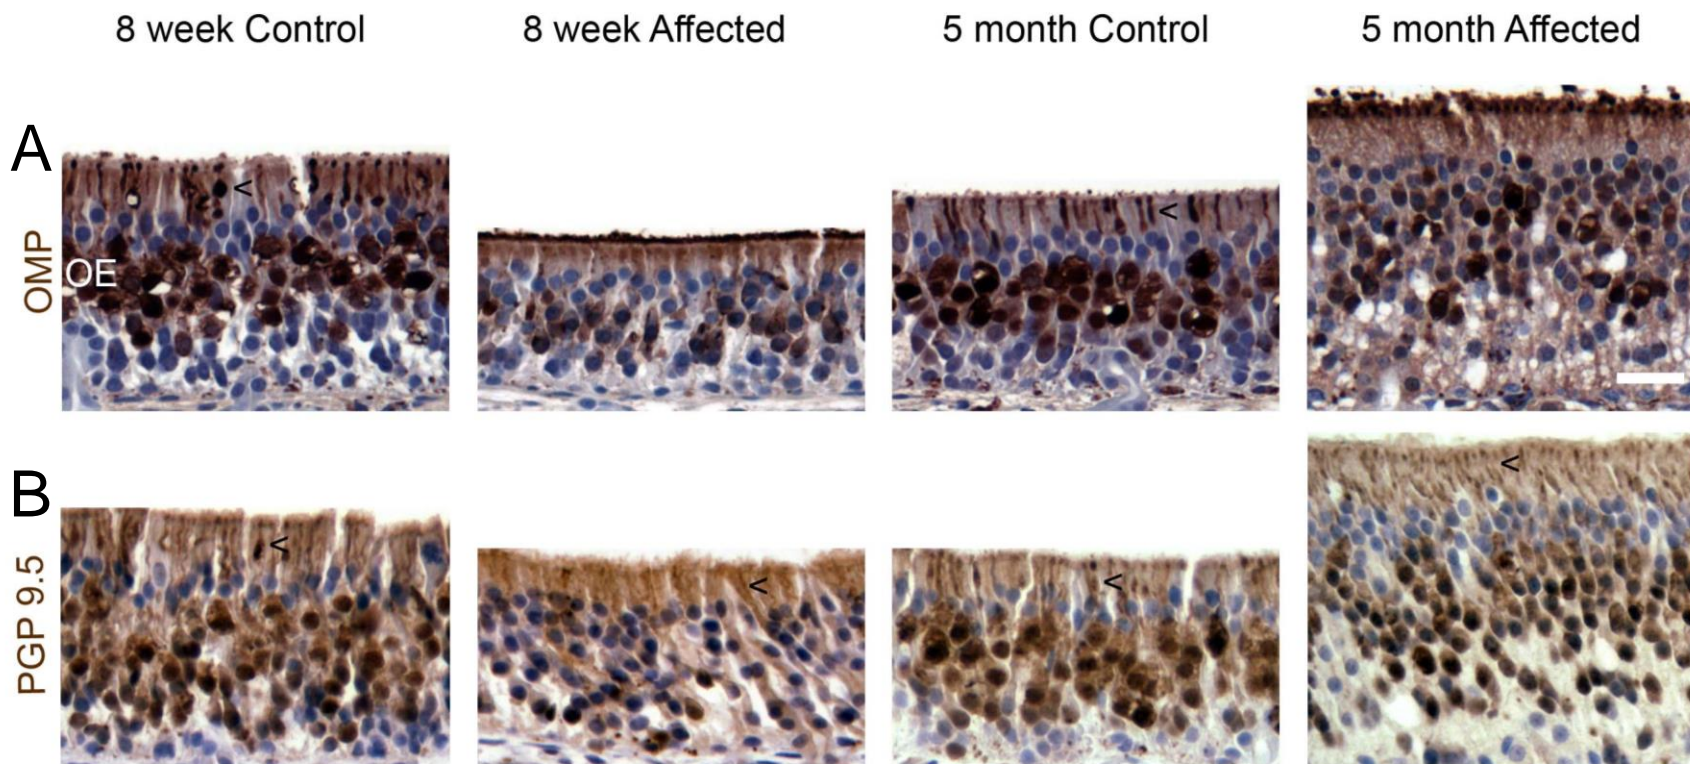 8 week Control
8 week Affected
5 month Control
5 month Affected
A
OMP
OE
<
<
B
PGP 9.5
<
<
<
<